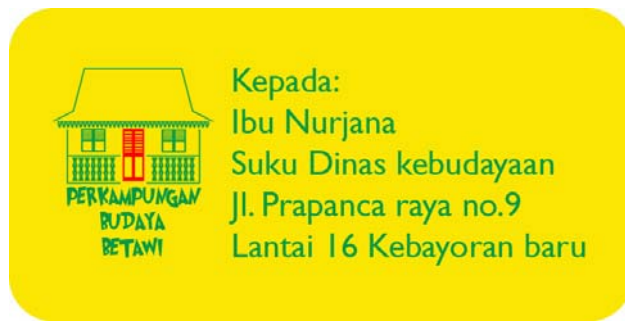 PERKAMPUNGAN
BUDAYA
BETAWI
Kepada:
Ibu Nurjana
Suku Dinas kebudayaan
Jl. Prapanca raya no.9
Lantai 16 Kebayoran baru